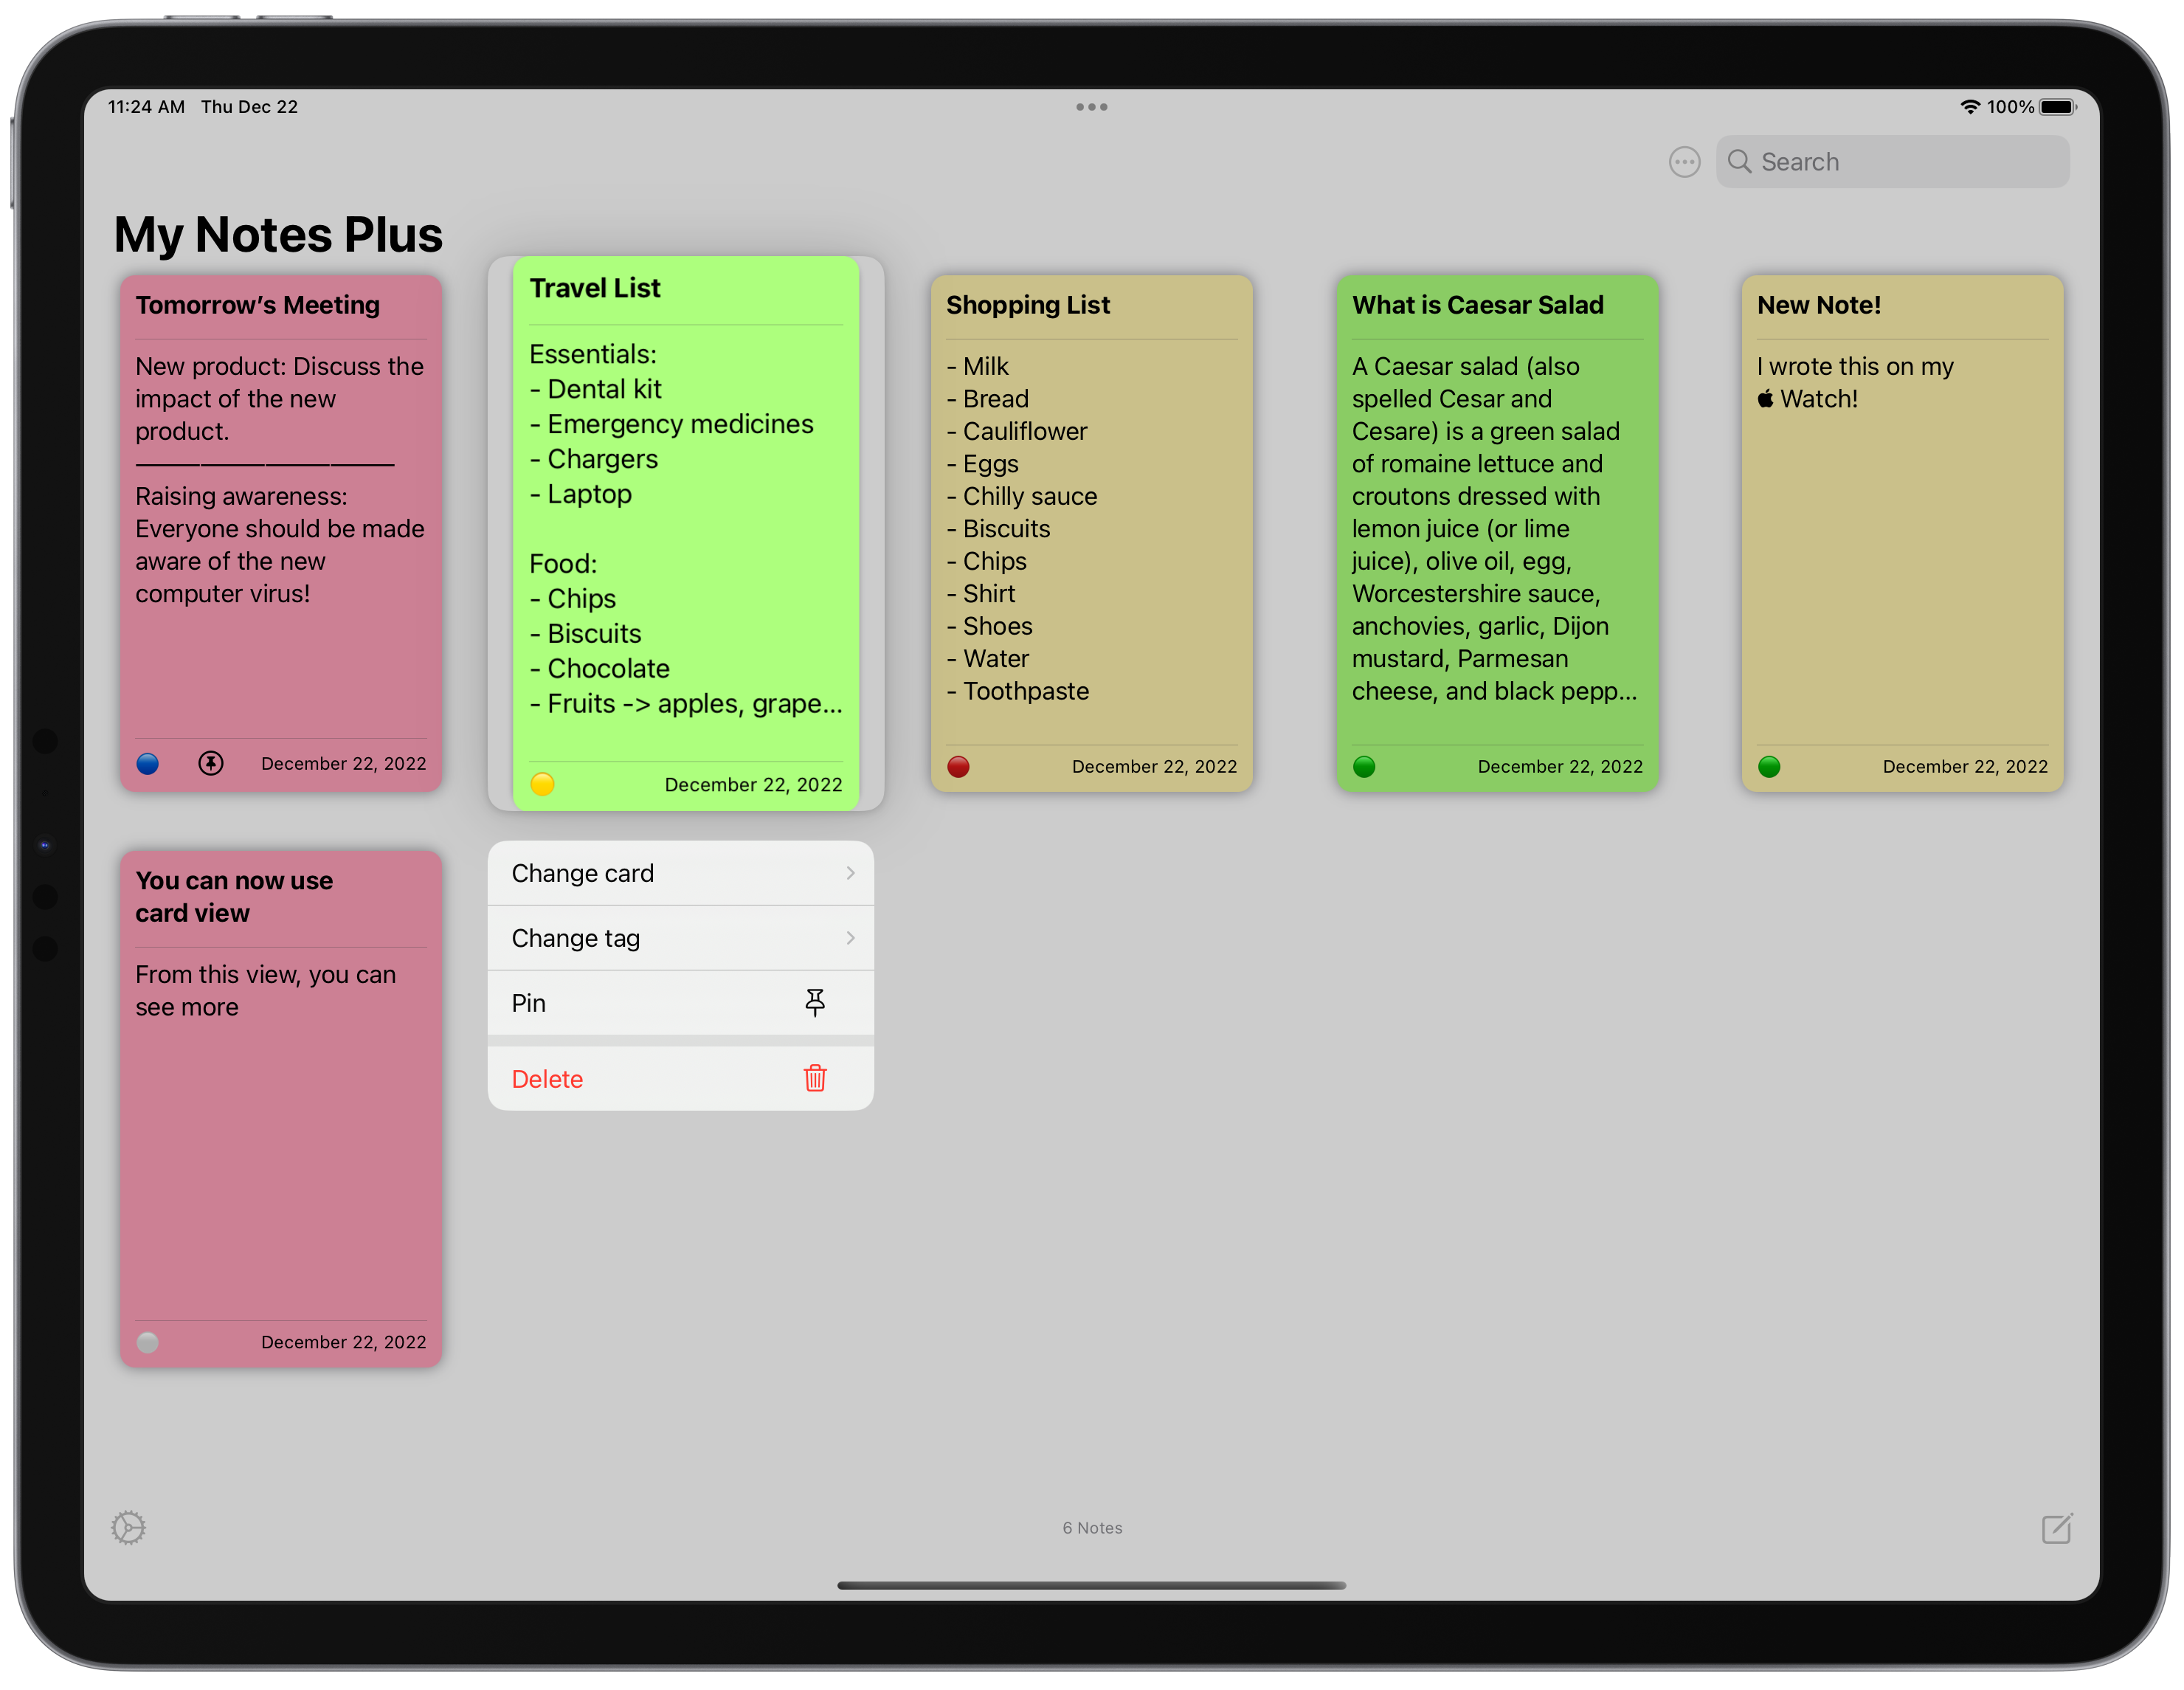 11:24 AM Thu Dec 22
100%
Search
My Notes Plus
Tomorrow’s Meeting
New product: Discuss the
impact of the new
product.
————————
Raising awareness:
Everyone should be made
aware of the new
computer virus!
December 22, 2022
Travel List
Essentials:
- Dental kit
- Emergency medicines
- Chargers
- Laptop
Food:
- Chips
- Biscuits
- Chocolate
- Fruits -> apples, grape...
December 22, 2022
Shopping List
- Milk
- Bread
- Cauliflower
- Eggs
- Chilly sauce
- Biscuits
- Chips
- Shirt
- Shoes
- Water
- Toothpaste
December 22, 2022
What is Caesar Salad
A Caesar salad (also
spelled Cesar and
Cesare) is a green salad
of romaine lettuce and
croutons dressed with
lemon juice (or lime
juice), olive oil, egg,
Worcestershire sauce,
anchovies, garlic, Dijon
mustard, Parmesan
cheese, and black pepp...
December 22, 2022
New Note!
I wrote this on my
 Watch!
December 22, 2022
You can now use
card view
From this view, you can
see more
December 22, 2022
Change card
Change tag
Pin
Delete
6 Notes